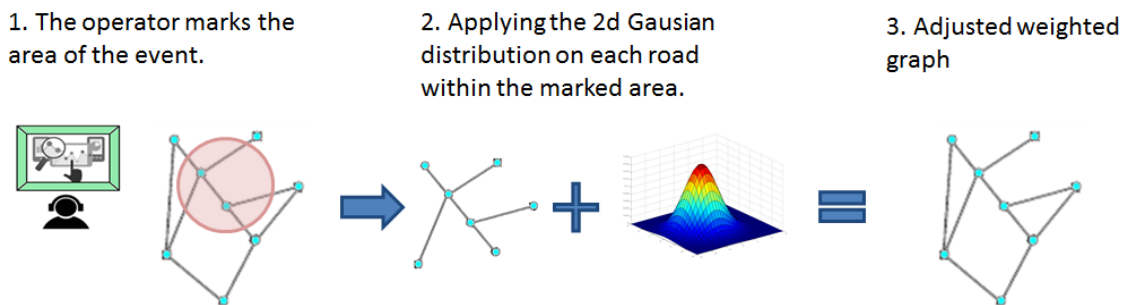 1. The operator marks the
area of the event.
2. Applying the 2d Gausian
distribution on each road
within the marked area.
3. Adjusted weighted
graph